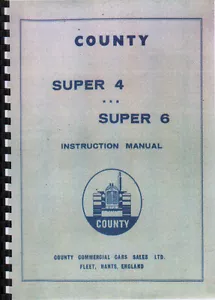 COUNTY
SUPER 4
SUPER 6
INSTRUCTION MANUAL
COUNTY
COUNTY COMMERCIAL CARS SALES LTD.
FLEET, HANTS, ENGLAND